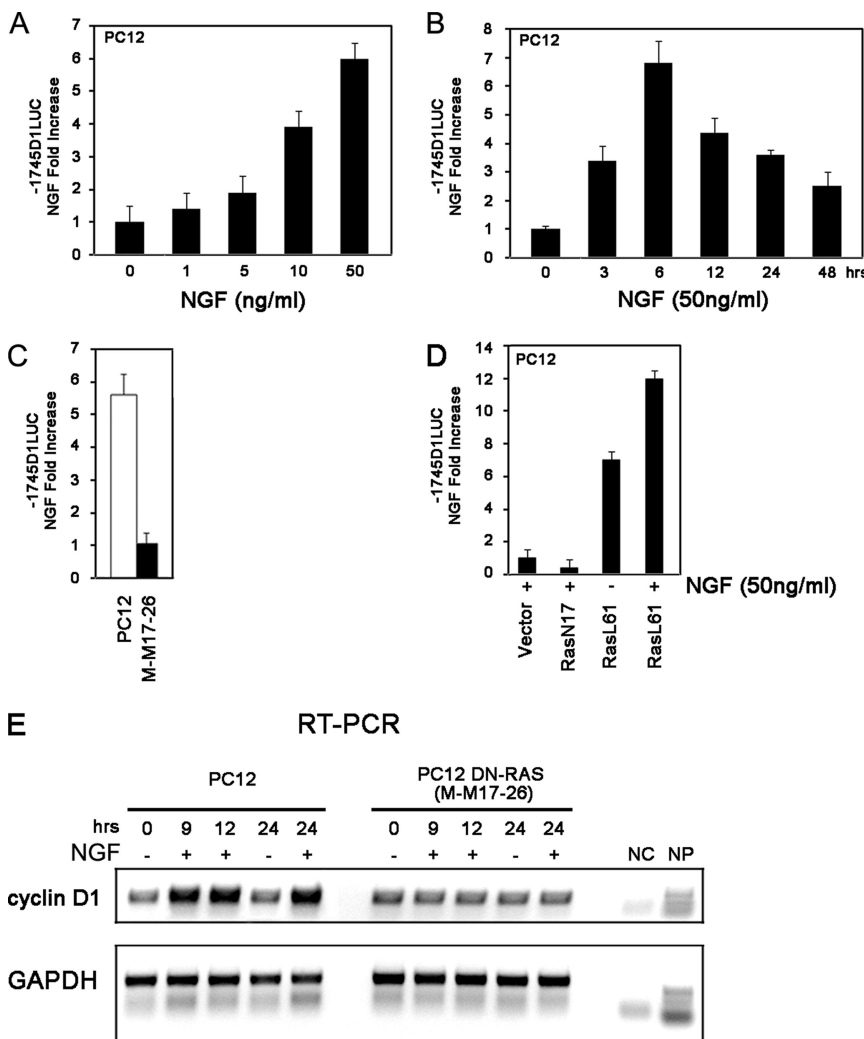 A
PC12
-1745D1LUC
NGF Fold Increase
7
6
5
4
3
2
1
0
0 1 5 10 50
NGF (ng/ml)
B
PC12
-1745D1LUC
NGF Fold Increase
8
7
6
5
4
3
2
1
0
0 3 6 12 24 48 hrs
NGF (50ng/ml)
C
-1745D1LUC
NGF Fold Increase
7
6
5
4
3
2
1
0
PC12
M-M17-26
D
PC12
-1745D1LUC
NGF Fold Increase
14
12
10
8
6
4
2
0
+ + - + NGF (50ng/ml)
Vector
RasN17
RasL61
RasL61
E
RT-PCR
PC12
PC12 DN-RAS
(M-M17-26)
hrs 0 9 12 24 24 0 9 12 24 24
NGF - + + - + - + + - + NC NP
cyclin D1
GAPDH